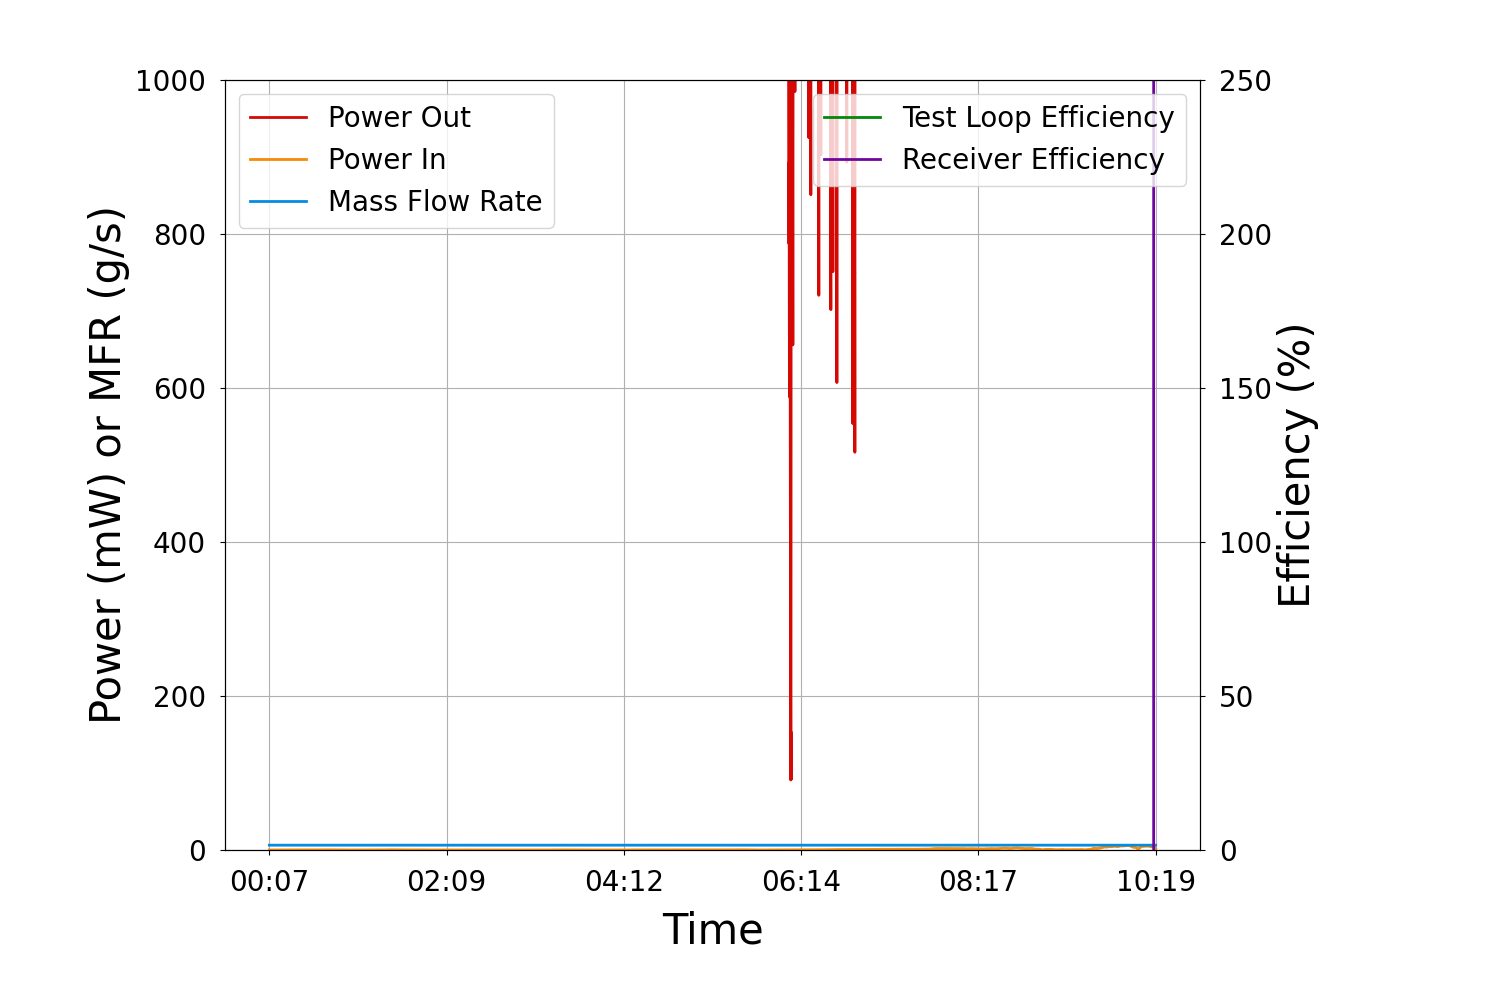 1000
800
600
400
200
0
Power (mW) or MFR (g/s)
Power Out
Power In
Mass Flow Rate
Test Loop Efficiency
Receiver Efficiency
250
200
150
100
50
0
Efficiency (%)
00:07 02:09 04:12 06:14 08:17 10:19
Time